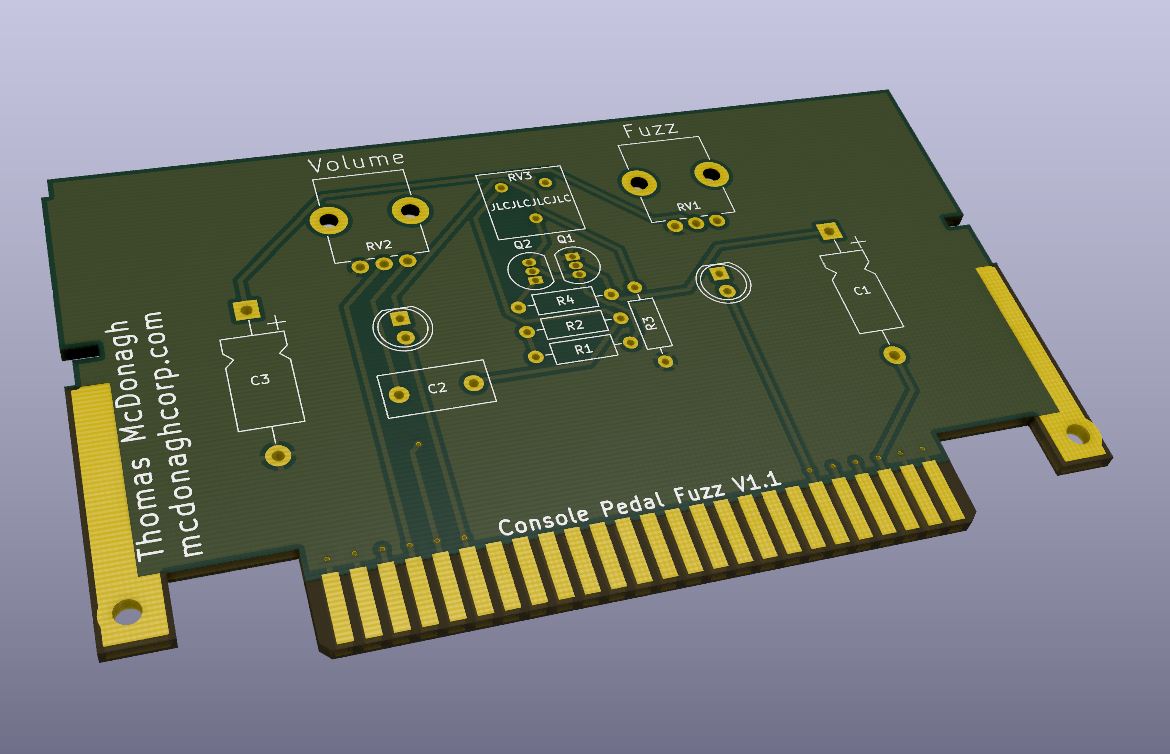 Volume
Fuzz
RV3
JLCJLCJLCJLC
RV2
RV1
Q2
Q1
R4
R2
R1
R3
C1
C2
C3
Thomas McDonagh
mcdonaghcorp.com
Console Pedal Fuzz V1.1